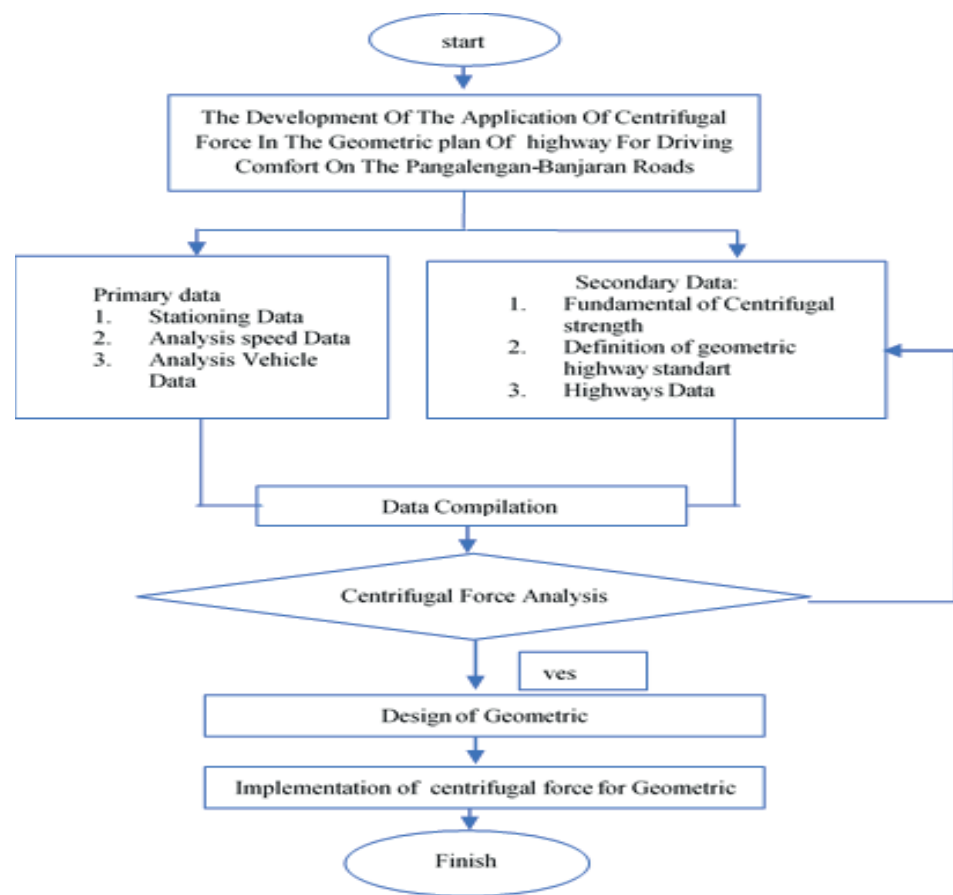 start
The Development Of The Application Of Centrifugal
Force In The Geometric plan Of highway For Driving
Comfort On The Pangalengan-Banjaran Roads
Primary data
1. Stationing Data
2. Analysis speed Data
3. Analysis Vehicle
Data
Secondary Data:
1. Fundamental of Centrifugal
strength
2. Definition of geometric
highway standart
3. Highways Data
Data Compilation
Centrifugal Force Analysis
ves
Design of Geometric
Implementation of centrifugal force for Geometric
Finish